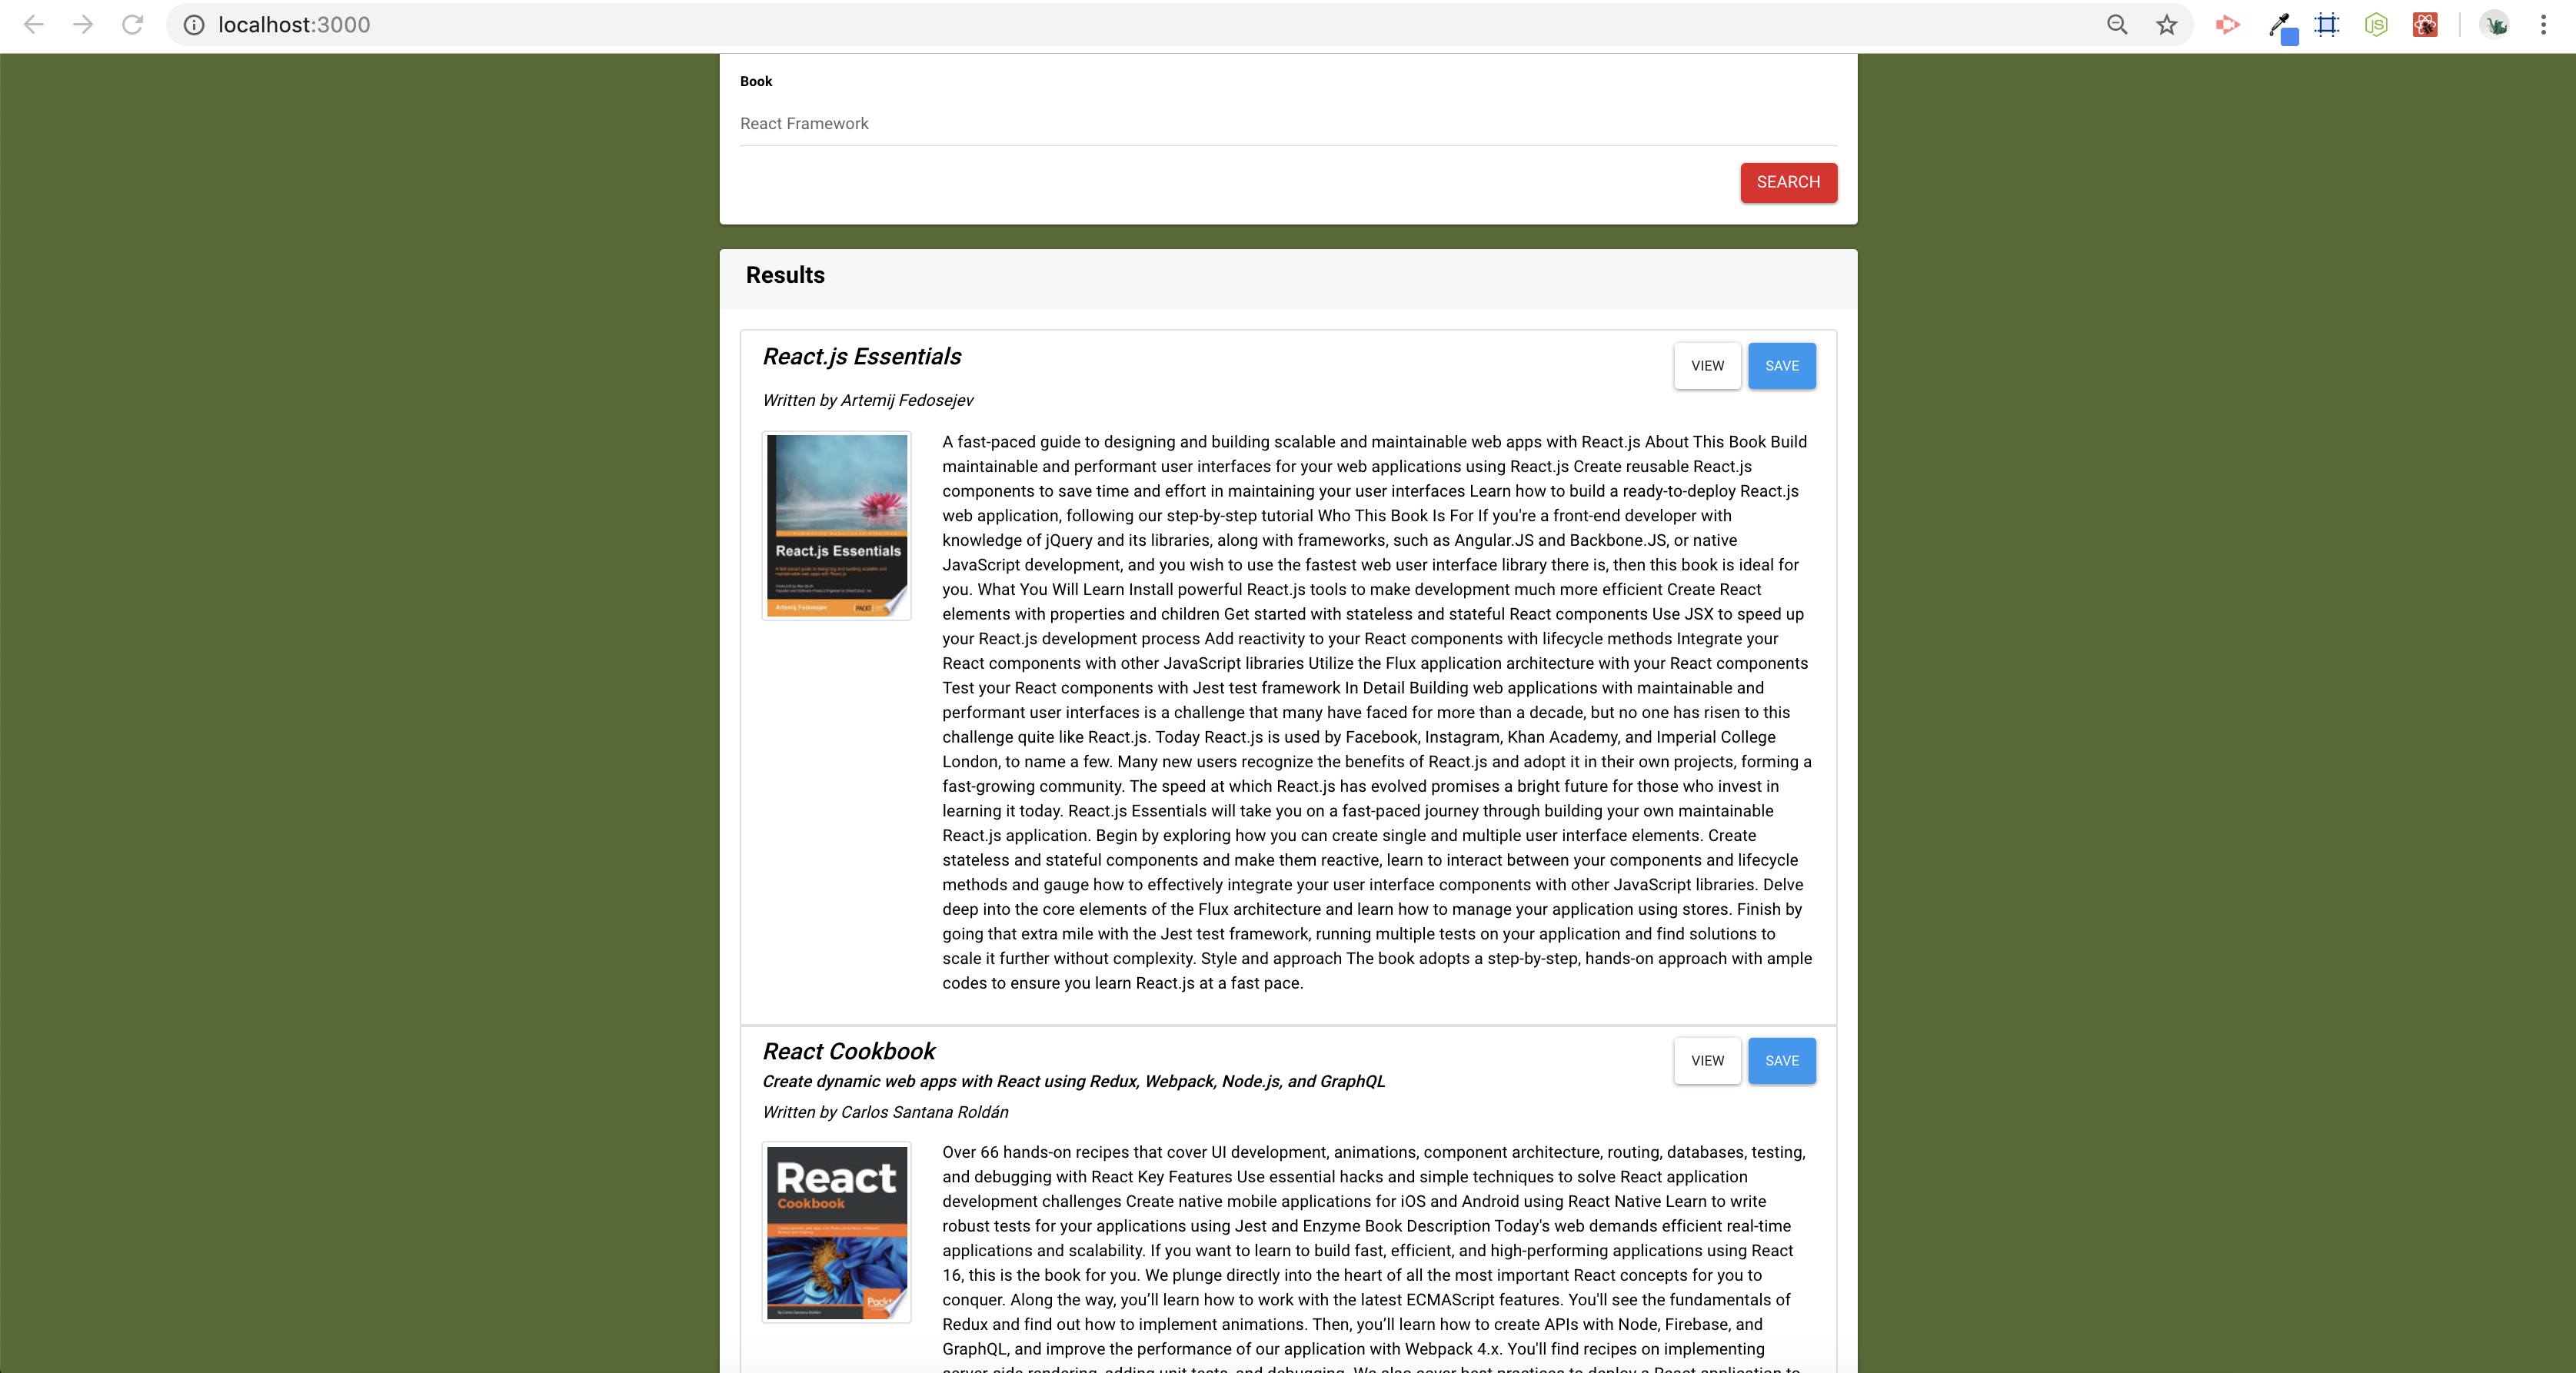 localhost:3000
Book
React Framework
SEARCH
Results
React.js Essentials
VIEW
SAVE
Written by Artemij Fedosejev
React.js Essentials
Artemij Fedosejev
PACKT
A fast-paced guide to designing and building scalable and maintainable web apps with React.js About This Book Build
maintainable and performant user interfaces for your web applications using React.js Create reusable React.js
components to save time and effort in maintaining your user interfaces Learn how to build a ready-to-deploy React.js
web application, following our step-by-step tutorial Who This Book Is For If you're a front-end developer with
knowledge of jQuery and its libraries, along with frameworks, such as Angular.JS and Backbone.JS, or native
JavaScript development, and you wish to use the fastest web user interface library there is, then this book is ideal for
you. What You Will Learn Install powerful React.js tools to make development much more efficient Create React
elements with properties and children Get started with stateless and stateful React components Use JSX to speed up
your React.js development process Add reactivity to your React components with lifecycle methods Integrate your
React components with other JavaScript libraries Utilize the Flux application architecture with your React components
Test your React components with Jest test framework In Detail Building web applications with maintainable and
performant user interfaces is a challenge that many have faced for more than a decade, but no one has risen to this
challenge quite like React.js. Today React.js is used by Facebook, Instagram, Khan Academy, and Imperial College
London, to name a few. Many new users recognize the benefits of React.js and adopt it in their own projects, forming a
fast-growing community. The speed at which React.js has evolved promises a bright future for those who invest in
learning it today. React.js Essentials will take you on a fast-paced journey through building your own maintainable
React.js application. Begin by exploring how you can create single and multiple user interface elements. Create
stateless and stateful components and make them reactive, learn to interact between your components and lifecycle
methods and gauge how to effectively integrate your user interface components with other JavaScript libraries. Delve
deep into the core elements of the Flux architecture and learn how to manage your application using stores. Finish by
going that extra mile with the Jest test framework, running multiple tests on your application and find solutions to
scale it further without complexity. Style and approach The book adopts a step-by-step, hands-on approach with ample
codes to ensure you learn React.js at a fast pace.
React Cookbook
VIEW
SAVE
Create dynamic web apps with React using Redux, Webpack, Node.js, and GraphQL
Written by Carlos Santana Roldán
React
Cookbook
Packt
Over 66 hands-on recipes that cover UI development, animations, component architecture, routing, databases, testing,
and debugging with React Key Features Use essential hacks and simple techniques to solve React application
development challenges Create native mobile applications for iOS and Android using React Native Learn to write
robust tests for your applications using Jest and Enzyme Book Description Today's web demands efficient real-time
applications and scalability. If you want to learn to build fast, efficient, and high-performing applications using React
16, this is the book for you. We plunge directly into the heart of all the most important React concepts for you to
conquer. Along the way, you’ll learn how to work with the latest ECMAScript features. You'll see the fundamentals of
Redux and find out how to implement animations. Then, you’ll learn how to create APIs with Node, Firebase, and
GraphQL, and improve the performance of our application with Webpack 4.x. You'll find recipes on implementing
server-side rendering, adding unit tests, and debugging. We also cover best practices to deploy a React application to